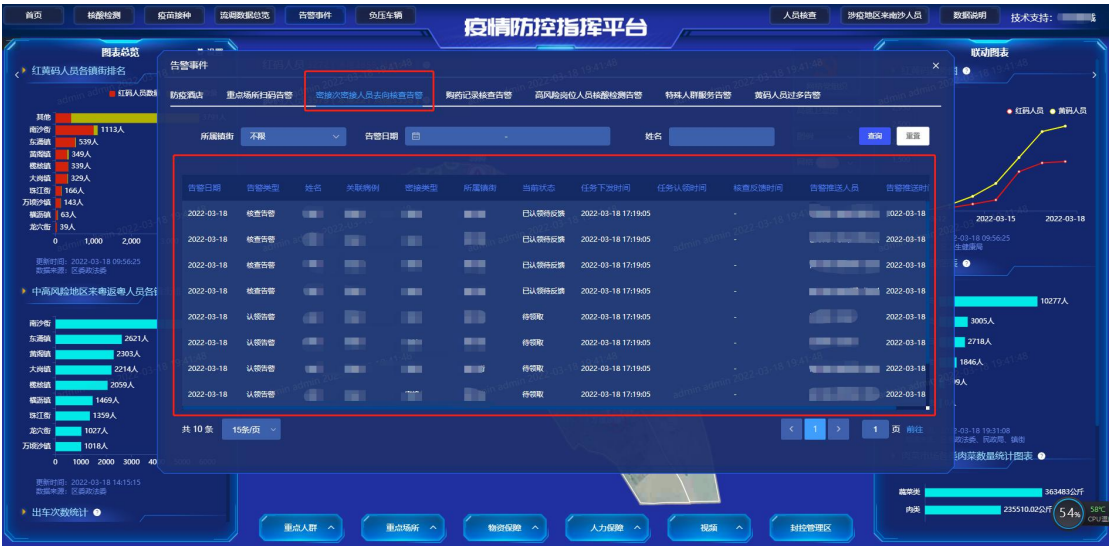 首页 核酸检测 疫苗接种 流调数据总览 告警事件 负压车辆 疫情防控指挥平台 人员核查 涉疫地区来南沙人员 数据说明 技术支持：
图表总览
联动图表
红黄码人员各镇街排名
告警事件
防疫酒店 重点场所扫码告警 密接次密接人员去向核查告警 购药记录核查告警 高风险岗位人员核酸检测告警 特殊人群服务告警 黄码人员过多告警
红码人员 黄码人员
所属镇街 不限 告警日期 - 姓名 查询 重置
其他
南沙街 1113人
东涌镇 539人
黄阁镇 349人
榄核镇 339人
大岗镇 329人
珠江街 166人
万顷沙镇 143人
横沥镇 63人
龙穴街 39人
0 1,000 2,000
更新时间：2022-03-18 09:56:25
数据来源：区委政法委
告警日期 告警类型 姓名 关联病例 密接类型 所属镇街 当前状态 任务下发时间 任务认领时间 核查反馈时间 告警推送人员 告警推送时
2022-03-18 核查告警 已认领待反馈 2022-03-18 17:19:05 - 2022-03-18
2022-03-18 核查告警 已认领待反馈 2022-03-18 17:19:05 - 2022-03-18
2022-03-18 核查告警 已认领待反馈 2022-03-18 17:19:05 - 2022-03-18
2022-03-18 核查告警 已认领待反馈 2022-03-18 17:19:05 - 2022-03-18
2022-03-18 认领告警 待领取 2022-03-18 17:19:05 - 2022-03-18
2022-03-18 认领告警 待领取 2022-03-18 17:19:05 - 2022-03-18
2022-03-18 认领告警 待领取 2022-03-18 17:19:05 - 2022-03-18
2022-03-18 认领告警 待领取 2022-03-18 17:19:05 - 2022-03-18
共 10 条 15条/页 1 1 页 前往
2022-03-15 2022-03-18
-03-18 09:56:25
生健康局
中高风险地区来粤返粤人员各
南沙街
东涌镇 2621人
黄阁镇 2303人
大岗镇 2214人
榄核镇 2059人
横沥镇 1469人
珠江街 1359人
龙穴街 1027人
万顷沙镇 1018人
0 1000 2000 3000 40
更新时间：2022-03-18 14:15:15
数据来源：区委政法委
出车次数统计
10277人
3005人
2718人
1846人
9人
-03-18 19:31:08
政法委、民政局、镇街
肉菜数量统计图表
蔬菜类 363483公斤
肉类 235510.02公斤
54% 58°C
CPU温
重点人群 重点场所 物资保障 人力保障 视频 封控管理区